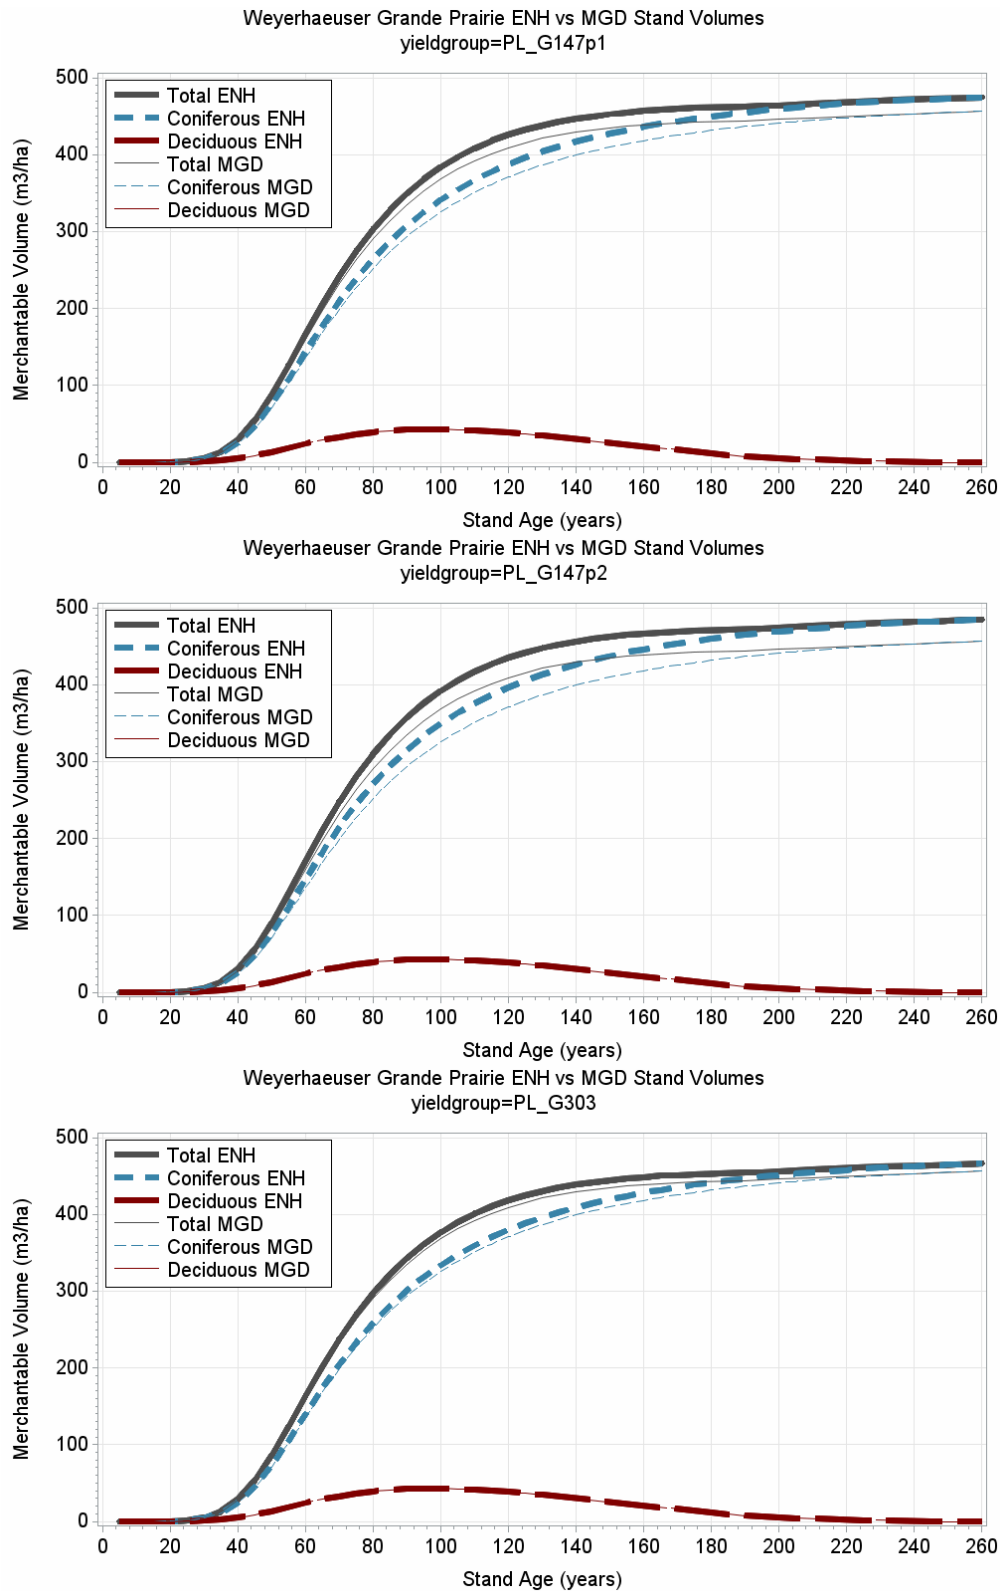 Weyerhaeuser Grande Prairie ENH vs MGD Stand Volumes
yieldgroup=PL_G147p1
500
400
300
200
100
0
Merchantable Volume (m3/ha)
Total ENH
Coniferous ENH
Deciduous ENH
Total MGD
Coniferous MGD
Deciduous MGD
0 20 40 60 80 100 120 140 160 180 200 220 240 260
Stand Age (years)
Weyerhaeuser Grande Prairie ENH vs MGD Stand Volumes
yieldgroup=PL_G147p2
500
400
300
200
100
0
Merchantable Volume (m3/ha)
Total ENH
Coniferous ENH
Deciduous ENH
Total MGD
Coniferous MGD
Deciduous MGD
0 20 40 60 80 100 120 140 160 180 200 220 240 260
Stand Age (years)
Weyerhaeuser Grande Prairie ENH vs MGD Stand Volumes
yieldgroup=PL_G303
500
400
300
200
100
0
Merchantable Volume (m3/ha)
Total ENH
Coniferous ENH
Deciduous ENH
Total MGD
Coniferous MGD
Deciduous MGD
0 20 40 60 80 100 120 140 160 180 200 220 240 260
Stand Age (years)